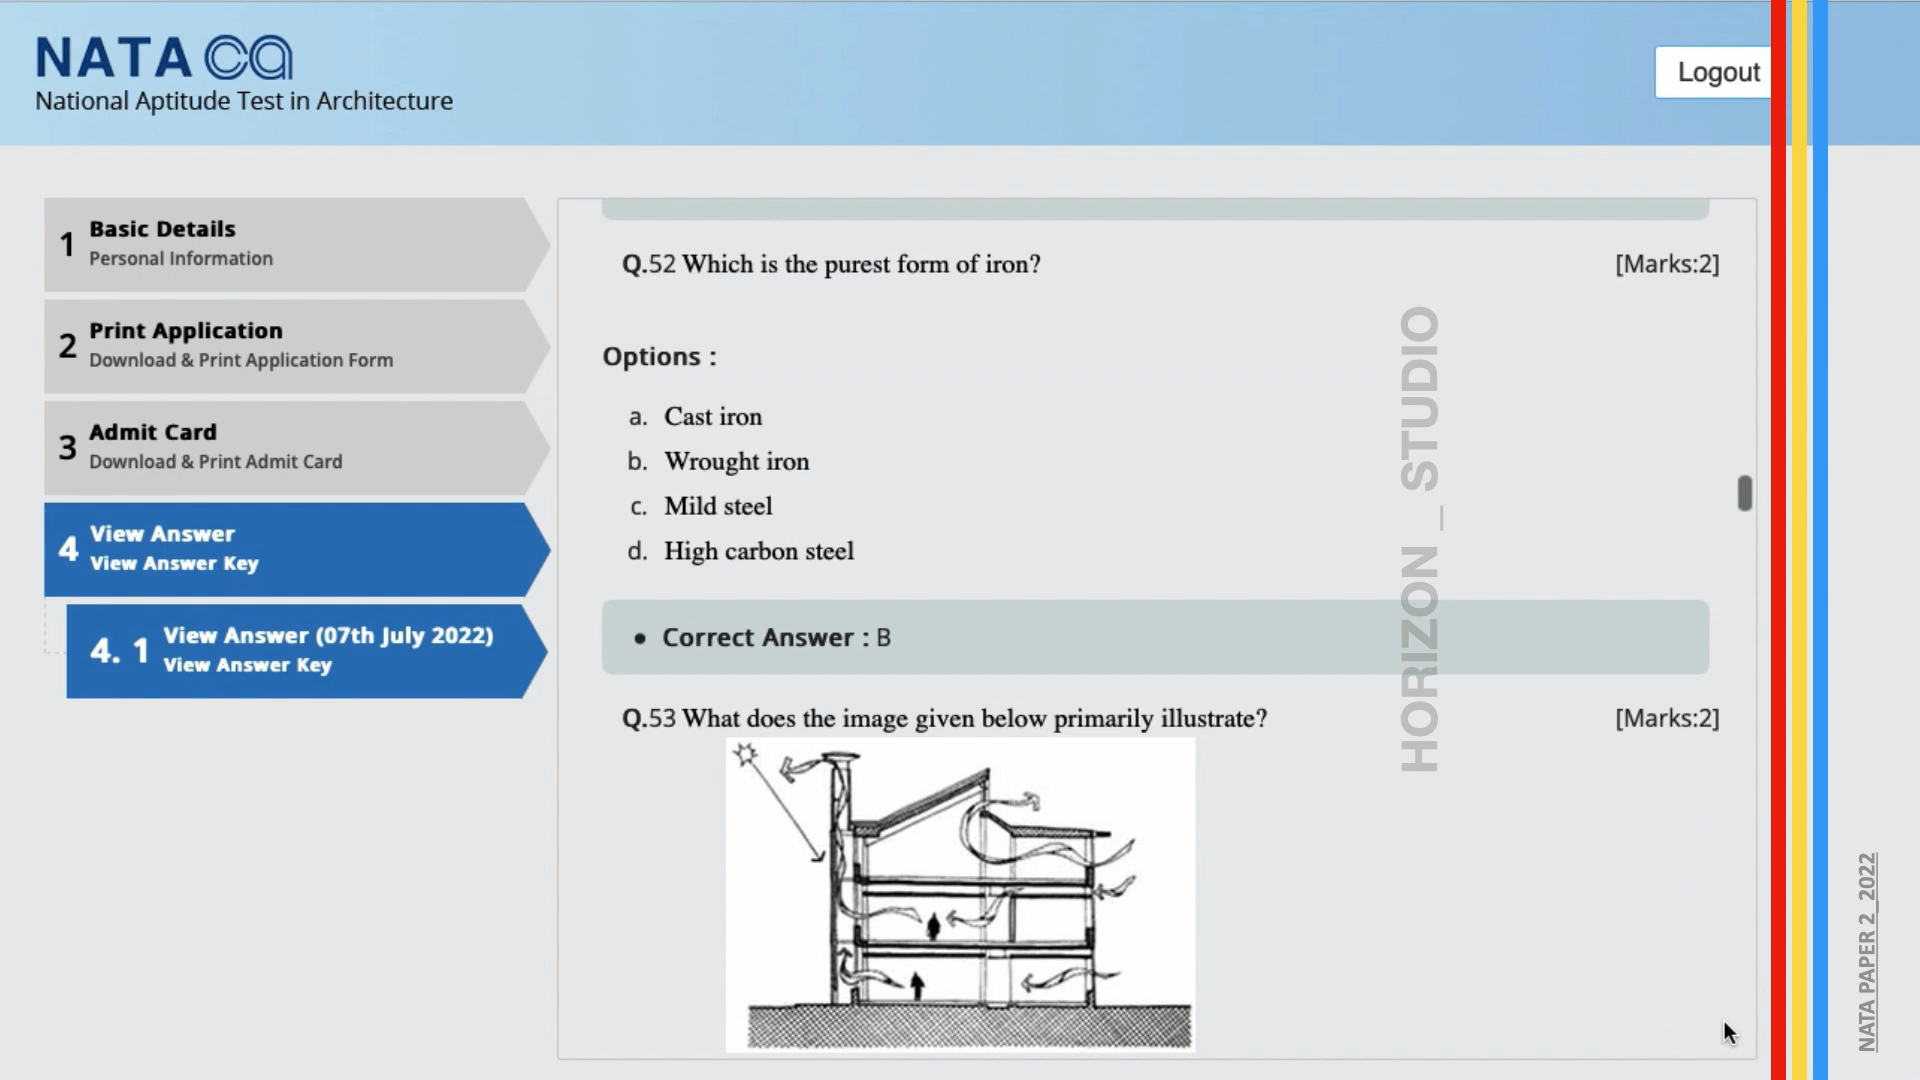 NATA ca
National Aptitude Test in Architecture
Logout
1 Basic Details
Personal Information
2 Print Application
Download & Print Application Form
3 Admit Card
Download & Print Admit Card
4 View Answer
View Answer Key
4. 1 View Answer (07th July 2022)
View Answer Key
Q.52 Which is the purest form of iron? [Marks:2]
Options :
a. Cast iron
b. Wrought iron
c. Mild steel
d. High carbon steel
• Correct Answer : B
Q.53 What does the image given below primarily illustrate? [Marks:2]
HORIZON _ STUDIO
NATA PAPER 2_2022